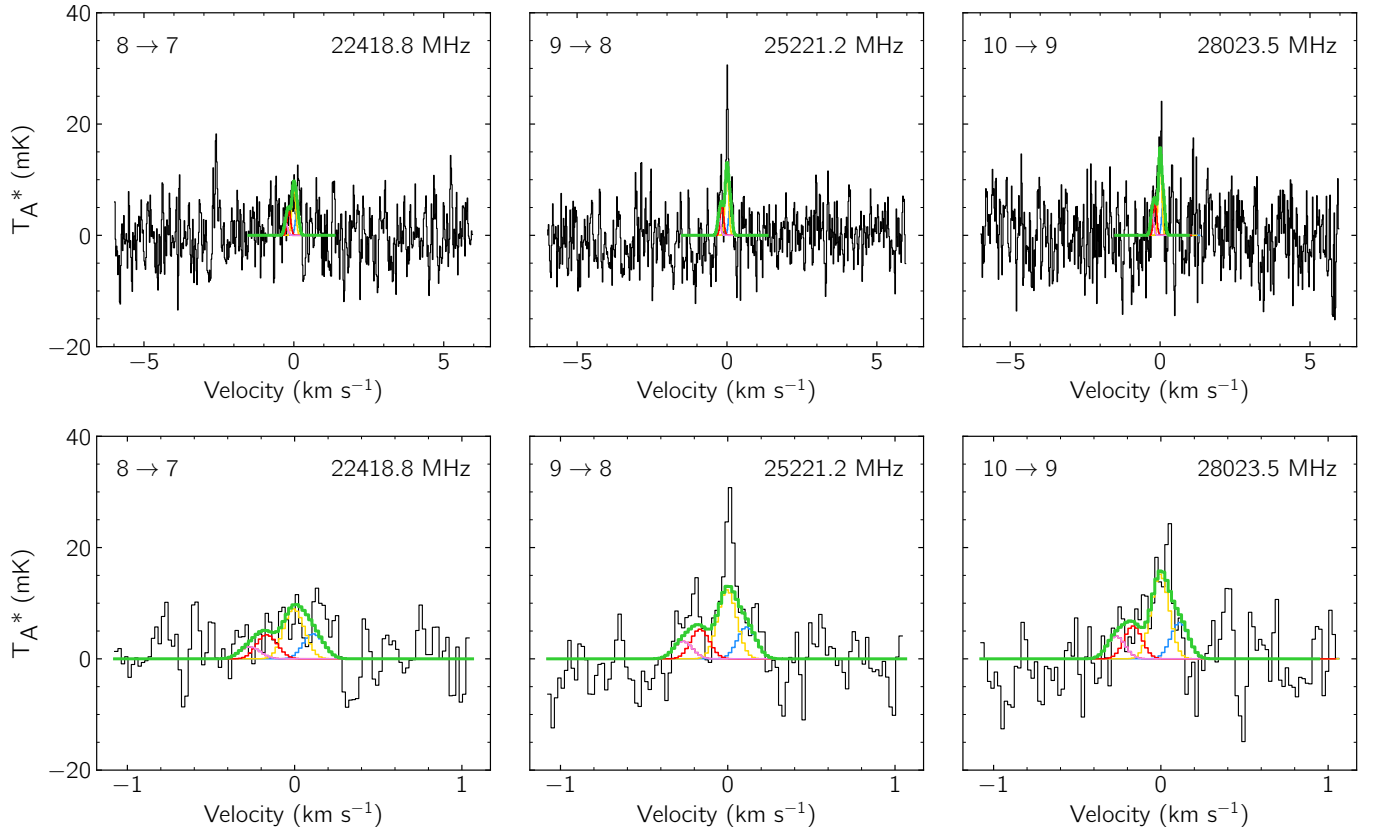 40
20
0
−20
T_A* (mK)
8 → 7 22418.8 MHz
−5 0 5
Velocity (km s⁻¹)
9 → 8 25221.2 MHz
−5 0 5
Velocity (km s⁻¹)
10 → 9 28023.5 MHz
−5 0 5
Velocity (km s⁻¹)
40
20
0
−20
T_A* (mK)
8 → 7 22418.8 MHz
−1 0 1
Velocity (km s⁻¹)
9 → 8 25221.2 MHz
−1 0 1
Velocity (km s⁻¹)
10 → 9 28023.5 MHz
−1 0 1
Velocity (km s⁻¹)